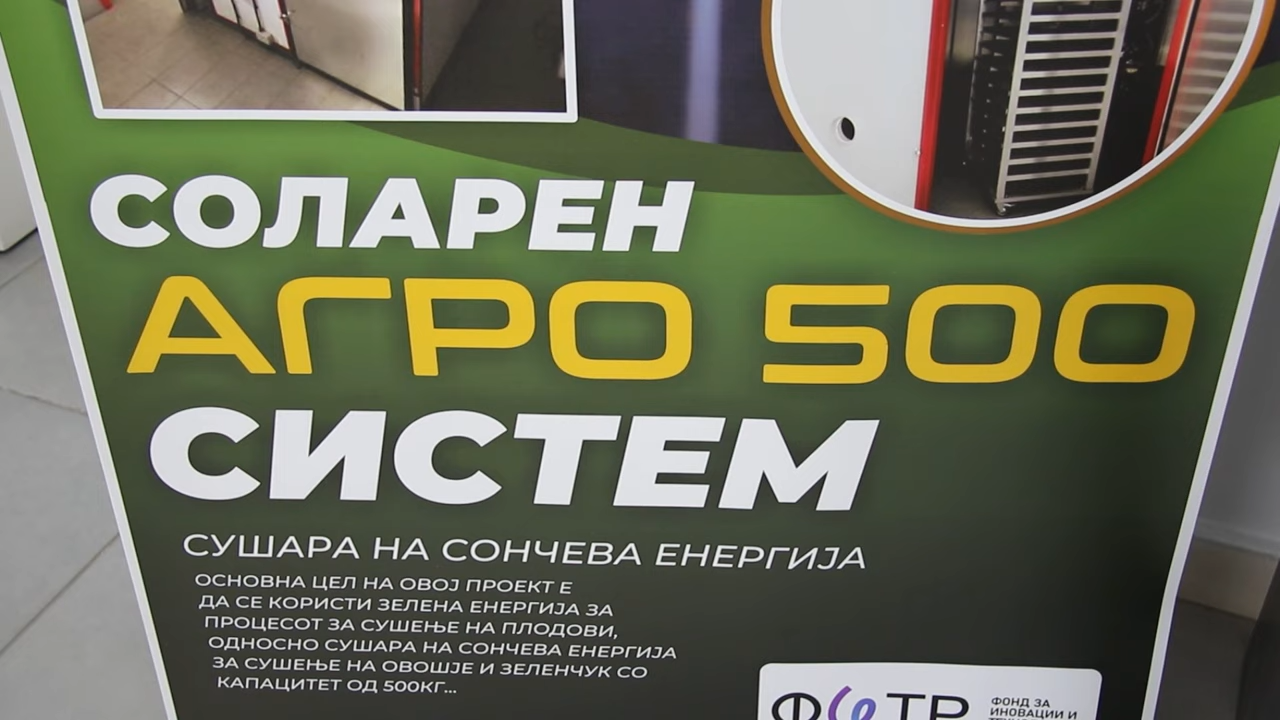 СОЛАРЕН
АГРО 500
СИСТЕМ
СУШАРА НА СОНЧЕВА ЕНЕРГИЈА
ОСНОВНА ЦЕЛ НА ОВОЈ ПРОЕКТ Е
ДА СЕ КОРИСТИ ЗЕЛЕНА ЕНЕРГИЈА ЗА
ПРОЦЕСОТ ЗА СУШЕЊЕ НА ПЛОДОВИ,
ОДНОСНО СУШАРА НА СОНЧЕВА ЕНЕРГИЈА
ЗА СУШЕЊЕ НА ОВОШЈЕ И ЗЕЛЕНЧУК СО
КАПАЦИТЕТ ОД 500КГ...
ФОНД ЗА
ИНОВАЦИИ И